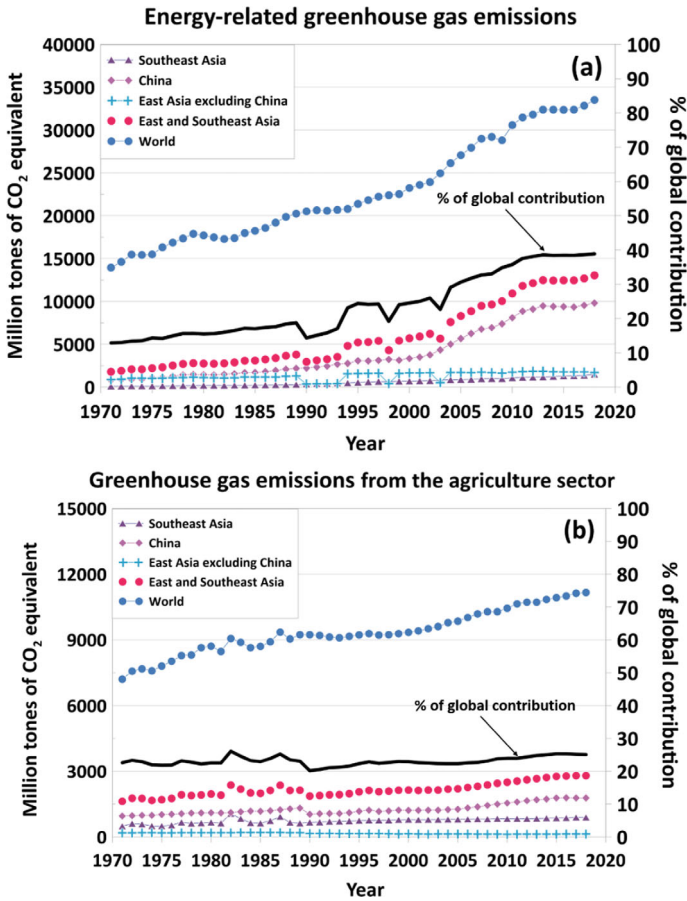 Energy-related greenhouse gas emissions
(a)
Southeast Asia
China
East Asia excluding China
East and Southeast Asia
World
% of global contribution
Million tones of CO2 equivalent
40000
35000
30000
25000
20000
15000
10000
5000
0
% of global contribution
100
90
80
70
60
50
40
30
20
10
0
1970 1975 1980 1985 1990 1995 2000 2005 2010 2015 2020
Year
Greenhouse gas emissions from the agriculture sector
(b)
Southeast Asia
China
East Asia excluding China
East and Southeast Asia
World
% of global contribution
Million tones of CO2 equivalent
15000
12000
9000
6000
3000
0
% of global contribution
100
90
80
70
60
50
40
30
20
10
0
1970 1975 1980 1985 1990 1995 2000 2005 2010 2015 2020
Year